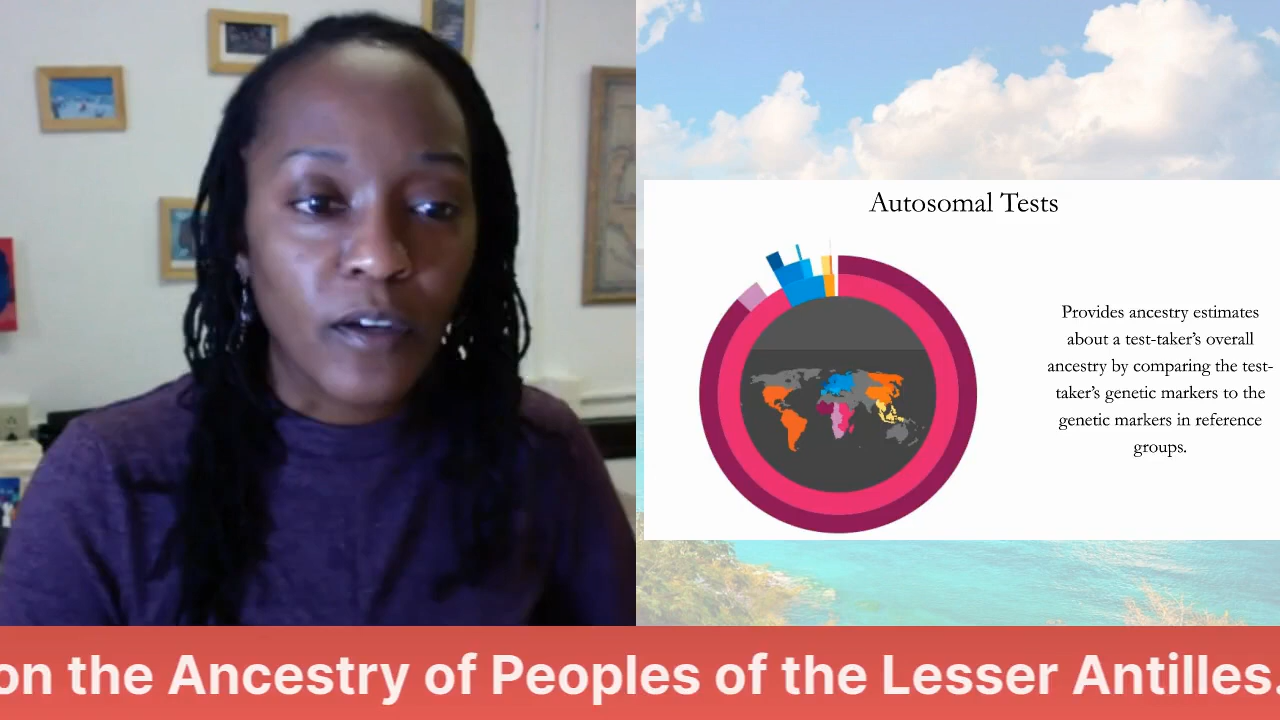 Autosomal Tests
Provides ancestry estimates
about a test-taker's overall
ancestry by comparing the test-
taker's genetic markers to the
genetic markers in reference
groups.
on the Ancestry of Peoples of the Lesser Antilles.